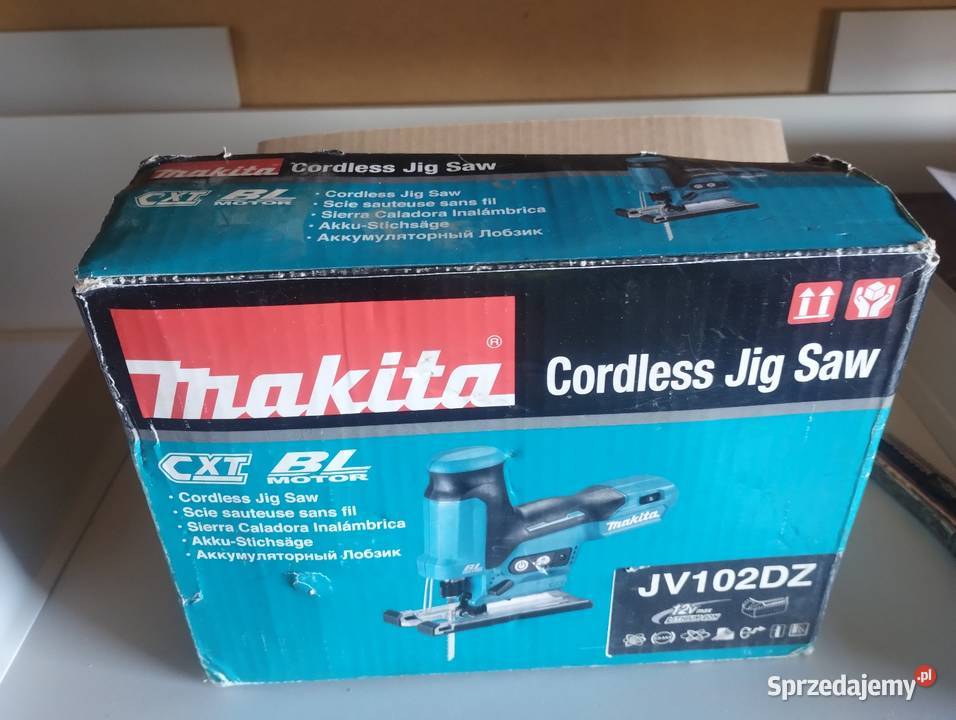 makita Cordless Jig Saw
CXT BL MOTOR
· Cordless Jig Saw
· Scie sauteuse sans fil
· Sierra Caladora Inalámbrica
· Akku-Stichsäge
· Аккумуляторный Лобзик
makita®
Cordless Jig Saw
CXT BL MOTOR
· Cordless Jig Saw
· Scie sauteuse sans fil
· Sierra Caladora Inalámbrica
· Akku-Stichsäge
· Аккумуляторный Лобзик
makita
BL
JV102DZ
12V max
LITHIUM-ION
Sprzedajemy.pl